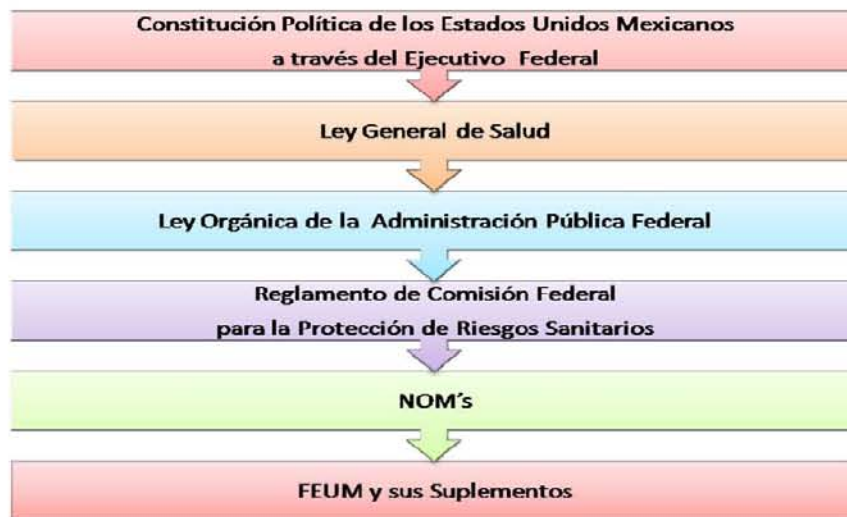 Constitución Política de los Estados Unidos Mexicanos
a través del Ejecutivo Federal
Ley General de Salud
Ley Orgánica de la Administración Pública Federal
Reglamento de Comisión Federal
para la Protección de Riesgos Sanitarios
NOM´s
FEUM y sus Suplementos